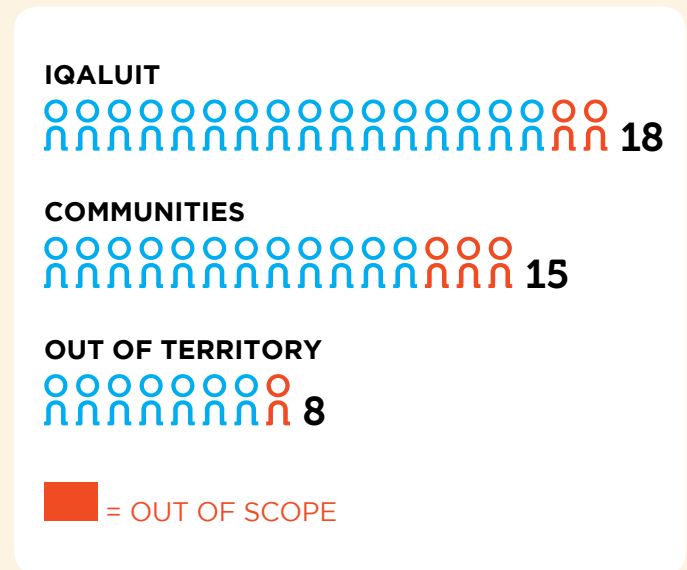 IQALUIT
18
COMMUNITIES
15
OUT OF TERRITORY
8
= OUT OF SCOPE